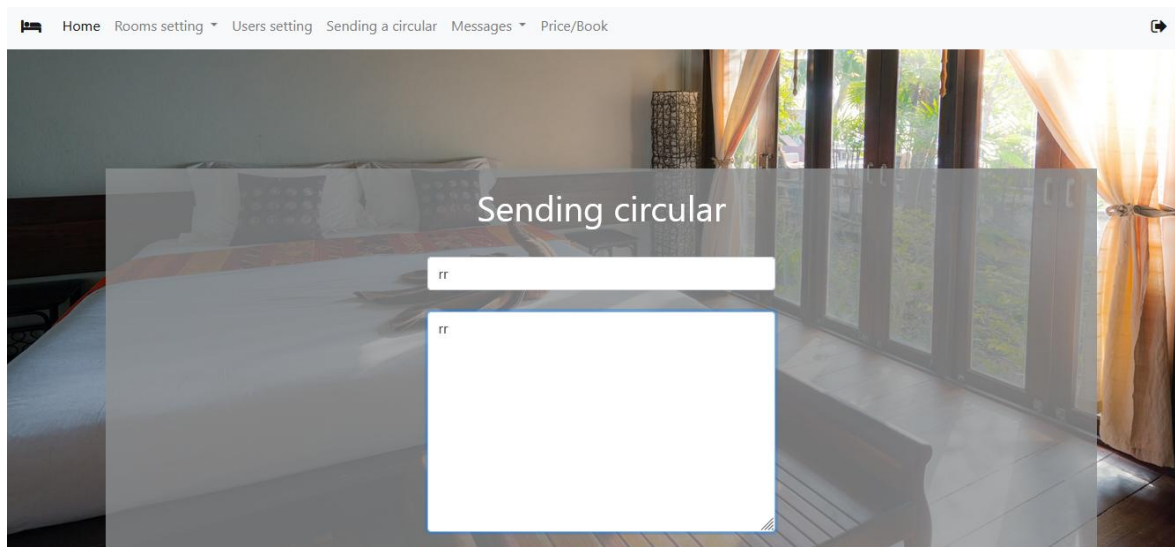 Home Rooms setting Users setting Sending a circular Messages Price/Book
Sending circular
rr
rr